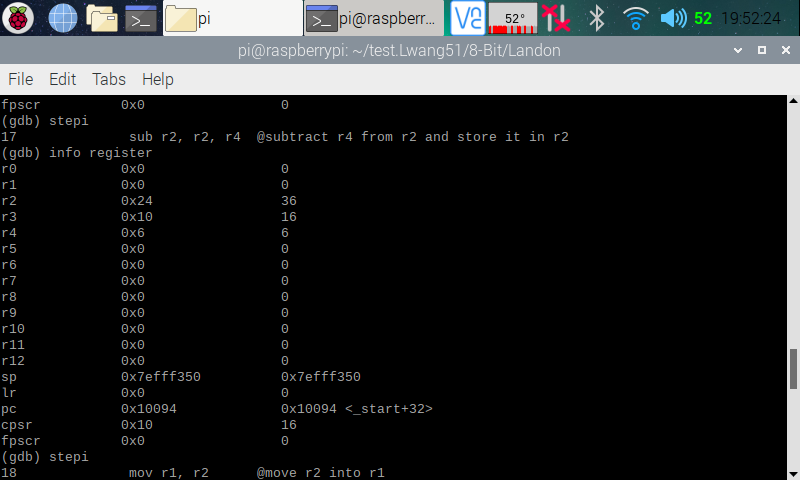 pi
pi@raspberr...
V2
52°
52
19:52:24
pi@raspberrypi: ~/test.Lwang51/8-Bit/Landon
File Edit Tabs Help
fpscr 0x0 0
(gdb) stepi
17 sub r2, r2, r4 @subtract r4 from r2 and store it in r2
(gdb) info register
r0 0x0 0
r1 0x0 0
r2 0x24 36
r3 0x10 16
r4 0x6 6
r5 0x0 0
r6 0x0 0
r7 0x0 0
r8 0x0 0
r9 0x0 0
r10 0x0 0
r11 0x0 0
r12 0x0 0
sp 0x7efff350 0x7efff350
lr 0x0 0
pc 0x10094 0x10094 <_start+32>
cpsr 0x10 16
fpscr 0x0 0
(gdb) stepi
18 mov r1, r2 @move r2 into r1